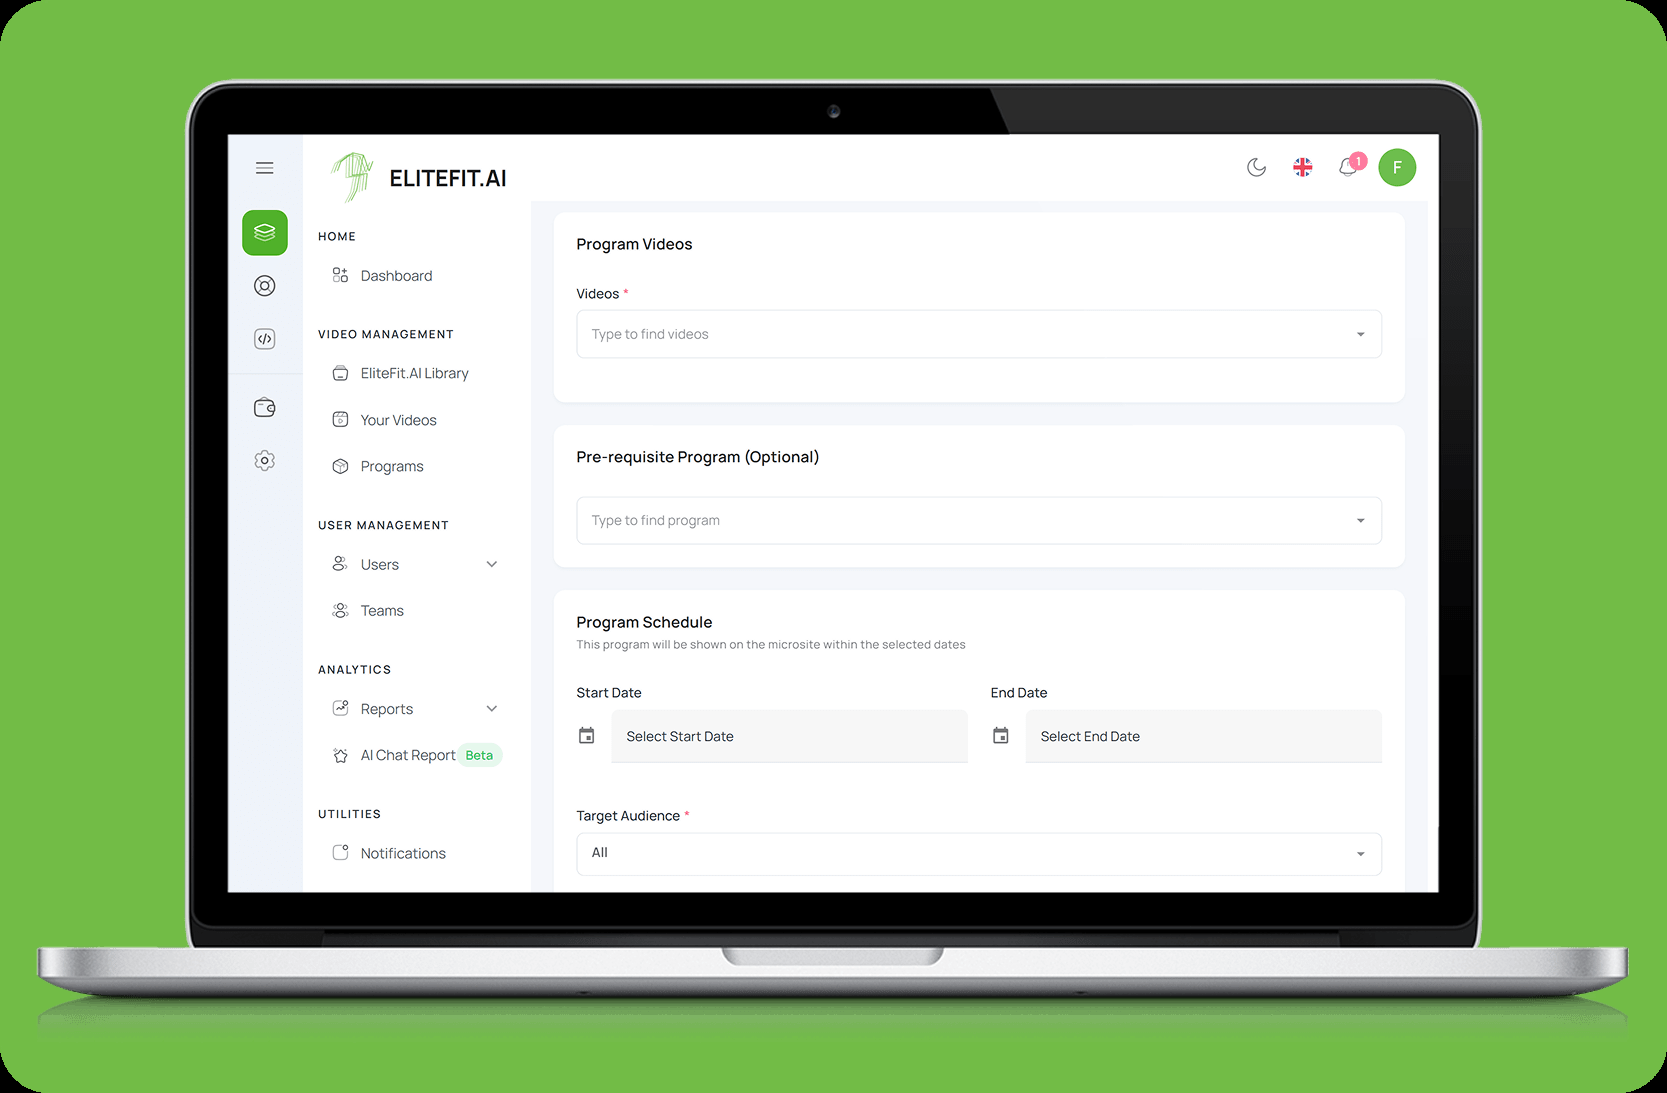 ELITEFIT.AI
1
F
HOME
Dashboard
VIDEO MANAGEMENT
EliteFit.AI Library
Your Videos
Programs
USER MANAGEMENT
Users
Teams
ANALYTICS
Reports
AI Chat Report Beta
UTILITIES
Notifications
Program Videos
Videos *
Type to find videos
Pre-requisite Program (Optional)
Type to find program
Program Schedule
This program will be shown on the microsite within the selected dates
Start Date
Select Start Date
End Date
Select End Date
Target Audience *
All